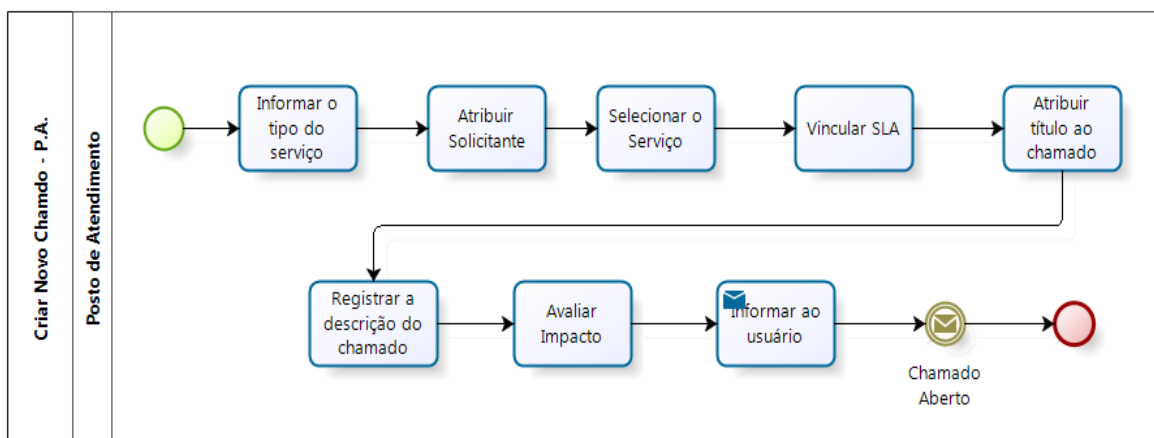 Criar Novo Chamdo - P.A.
Posto de Atendimento
Informar o
tipo do
serviço
Atribuir
Solicitante
Selecionar o
Serviço
Vincular SLA
Atribuir
título ao
chamado
Registrar a
descrição do
chamado
Avaliar
Impacto
Informar ao
usuário
Chamado
Aberto